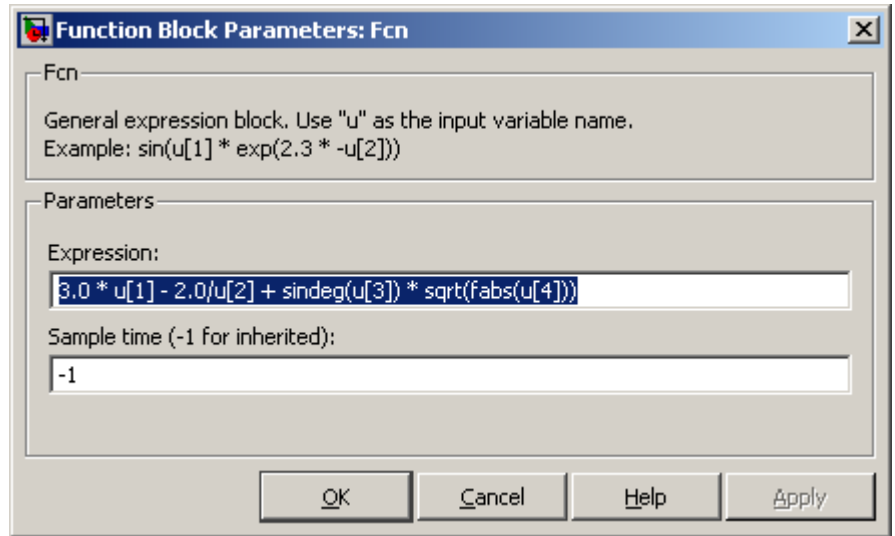 Function Block Parameters: Fcn
Fcn
General expression block. Use "u" as the input variable name.
Example: sin(u[1] * exp(2.3 * -u[2]))
Parameters
Expression:
3.0 * u[1] - 2.0/u[2] + sindeg(u[3]) * sqrt(fabs(u[4]))
Sample time (-1 for inherited):
-1
OK Cancel Help Apply